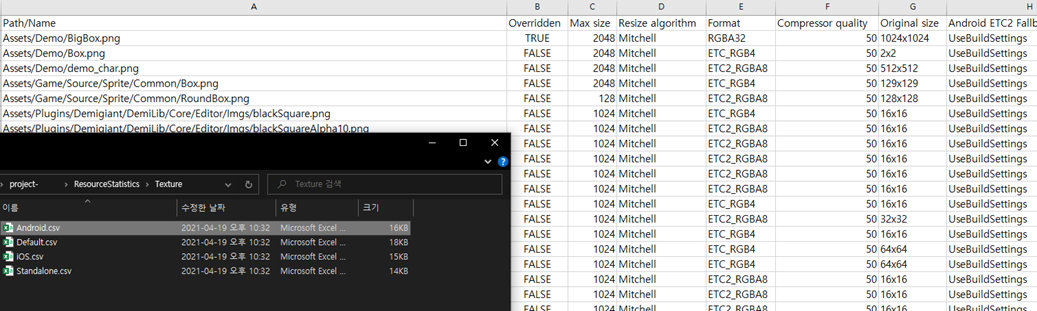 A B C D E F G H
Path/Name Overridden Max size Resize algorithm Format Compressor quality Original size Android ETC2 Fallb
Assets/Demo/BigBox.png TRUE 2048 Mitchell RGBA32 50 1024x1024 UseBuildSettings
Assets/Demo/Box.png FALSE 2048 Mitchell ETC_RGB4 50 2x2 UseBuildSettings
Assets/Demo/demo_char.png FALSE 2048 Mitchell ETC2_RGBA8 50 512x512 UseBuildSettings
Assets/Game/Source/Sprite/Common/Box.png FALSE 2048 Mitchell ETC_RGB4 50 129x129 UseBuildSettings
Assets/Game/Source/Sprite/Common/RoundBox.png FALSE 128 Mitchell ETC2_RGBA8 50 128x128 UseBuildSettings
Assets/Plugins/Demigiant/DemiLib/Core/Editor/Imgs/blackSquare.png FALSE 1024 Mitchell ETC_RGB4 50 16x16 UseBuildSettings
Assets/Plugins/Demigiant/DemiLib/Core/Editor/Imgs/blackSquareAlpha10.png FALSE 1024 Mitchell ETC2_RGBA8 50 16x16 UseBuildSettings
FALSE 1024 Mitchell ETC2_RGBA8 50 16x16 UseBuildSettings
FALSE 1024 Mitchell ETC2_RGBA8 50 16x16 UseBuildSettings
FALSE 1024 Mitchell ETC2_RGBA8 50 16x16 UseBuildSettings
FALSE 1024 Mitchell ETC2_RGBA8 50 16x16 UseBuildSettings
FALSE 1024 Mitchell ETC_RGB4 50 16x16 UseBuildSettings
FALSE 1024 Mitchell ETC2_RGBA8 50 32x32 UseBuildSettings
FALSE 1024 Mitchell ETC_RGB4 50 16x16 UseBuildSettings
FALSE 1024 Mitchell ETC_RGB4 50 64x64 UseBuildSettings
FALSE 1024 Mitchell ETC_RGB4 50 64x64 UseBuildSettings
FALSE 1024 Mitchell ETC2_RGBA8 50 16x16 UseBuildSettings
FALSE 1024 Mitchell ETC2_RGBA8 50 16x16 UseBuildSettings
FALSE 1024 Mitchell ETC2_RGBA8 50 16x16 UseBuildSettings
project- > ResourceStatistics > Texture
Texture 검색
이름 수정한 날짜 유형 크기
Android.csv 2021-04-19 오후 10:32 Microsoft Excel ... 16KB
Default.csv 2021-04-19 오후 10:32 Microsoft Excel ... 18KB
iOS.csv 2021-04-19 오후 10:32 Microsoft Excel ... 15KB
Standalone.csv 2021-04-19 오후 10:32 Microsoft Excel ... 14KB